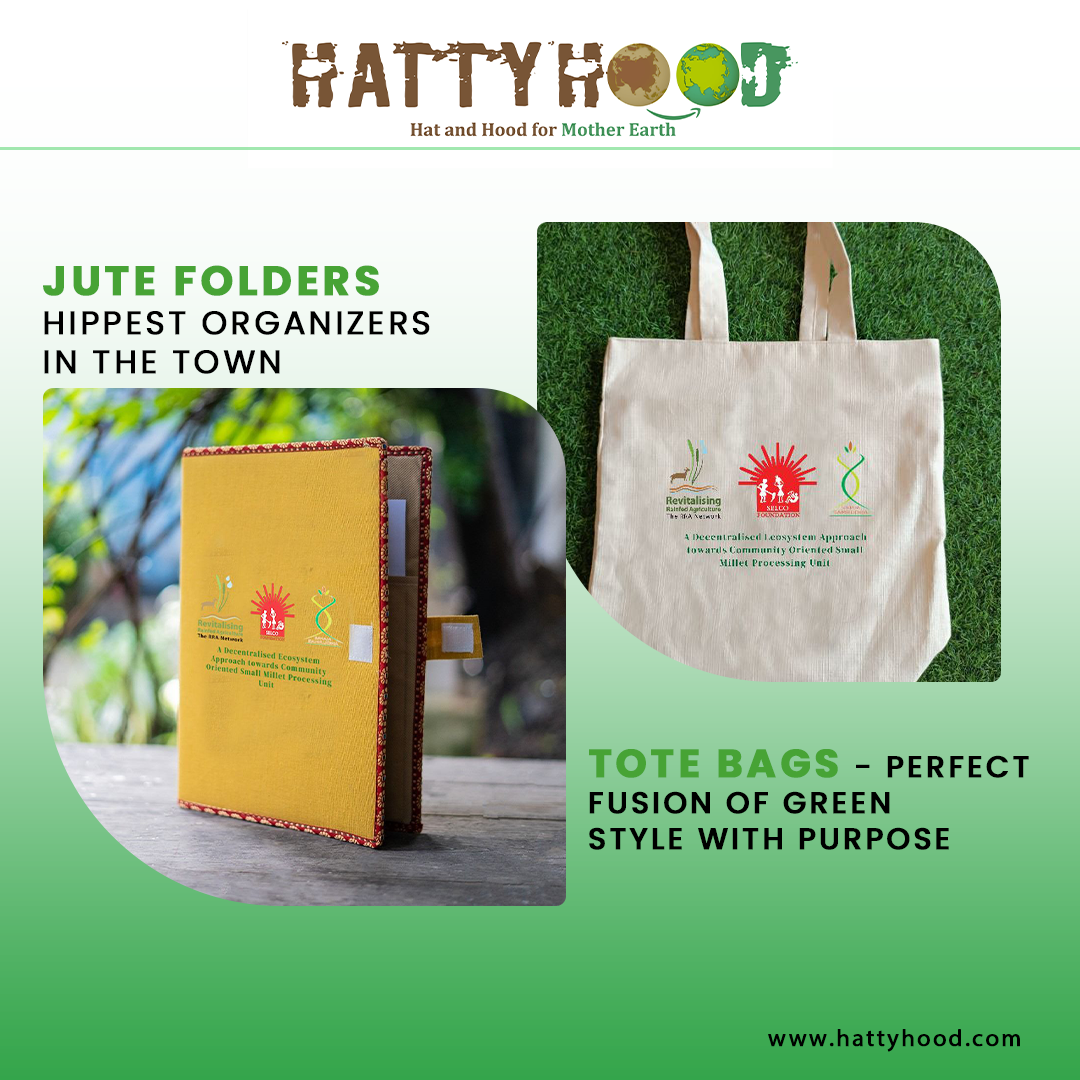 HATTYHOOD
Hat and Hood for Mother Earth
JUTE FOLDERS
HIPPEST ORGANIZERS
IN THE TOWN
Revitalising
Rainfed Agriculture
The RRA Network
SELCO
FOUNDATION
A Decentralised Ecosystem Approach
towards Community Oriented Small
Millet Processing Unit
Revitalising
Rainfed Agriculture
The RRA Network
SELCO
FOUNDATION
A Decentralised Ecosystem
Approach towards Community
Oriented Small Millet Processing
Unit
TOTE BAGS - PERFECT
FUSION OF GREEN
STYLE WITH PURPOSE
www.hattyhood.com